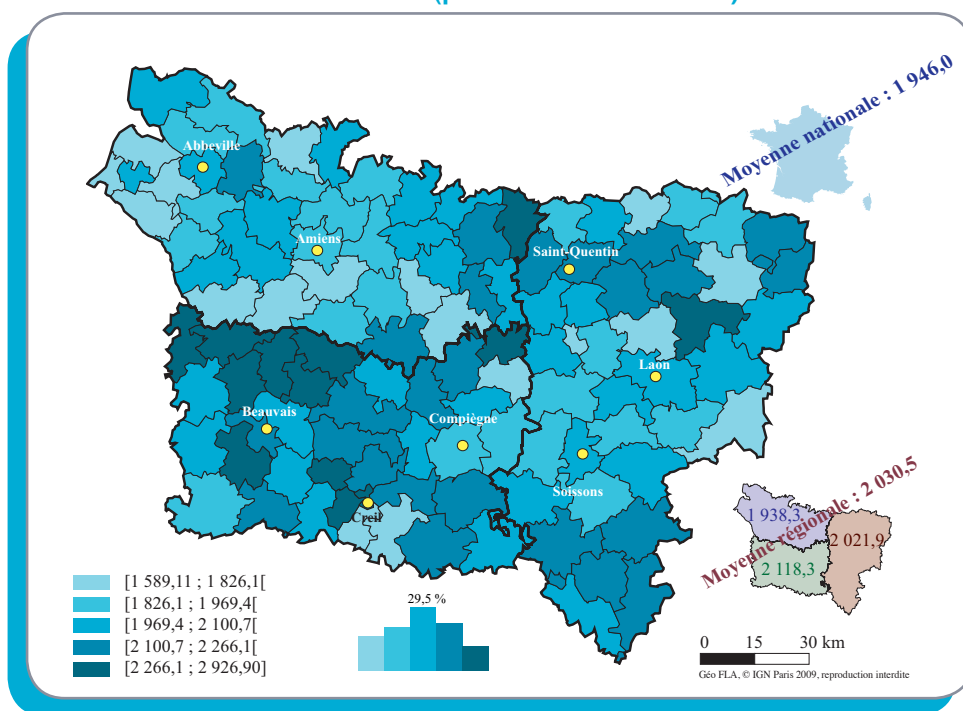 Moyenne nationale : 1 946,0
Abbeville
Amiens
Saint-Quentin
Laon
Beauvais
Compiègne
Soissons
Creil
Moyenne régionale : 2 030,5
1 938,3
2 021,9
2 118,3
[1 589,11 ; 1 826,1[
[1 826,1 ; 1 969,4[
[1 969,4 ; 2 100,7[
[2 100,7 ; 2 266,1[
[2 266,1 ; 2 926,90]
29,5 %
0 15 30 km
Géo FLA, © IGN Paris 2009, reproduction interdite